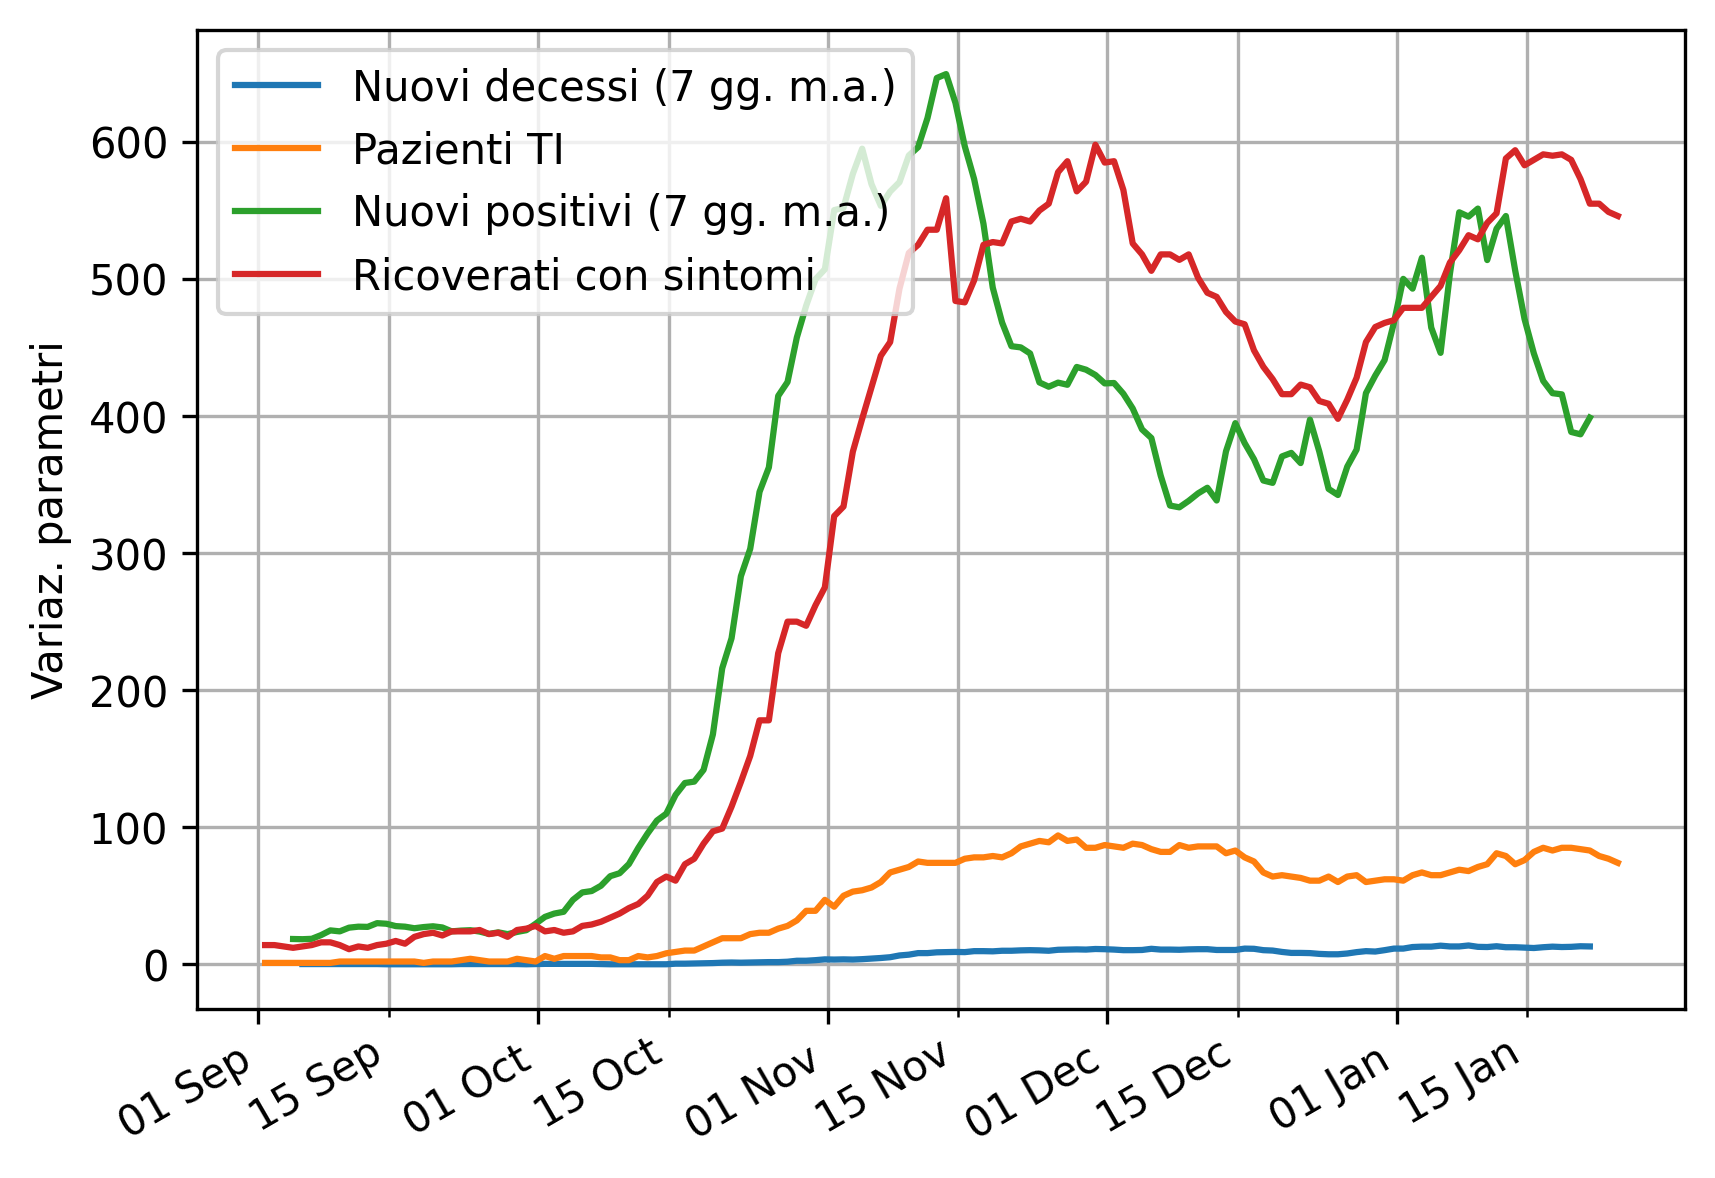 Nuovi decessi (7 gg. m.a.)
Pazienti TI
Nuovi positivi (7 gg. m.a.)
Ricoverati con sintomi
Variaz. parametri
600
500
400
300
200
100
0
01 Sep
15 Sep
01 Oct
15 Oct
01 Nov
15 Nov
01 Dec
15 Dec
01 Jan
15 Jan